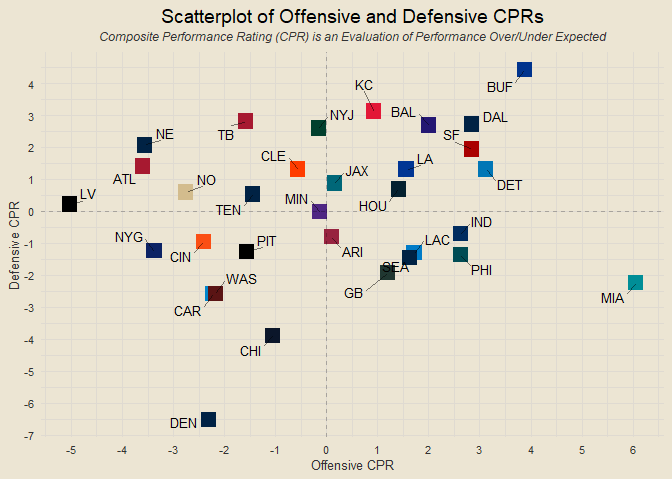 Scatterplot of Offensive and Defensive CPRs
Composite Performance Rating (CPR) is an Evaluation of Performance Over/Under Expected
KC
BUF
4
NE
TB
NYJ
BAL
DAL
3
SF
2
ATL
CLE
LA
LV
NO
JAX
DET
1
TEN
MIN
HOU
0
NYG
PIT
ARI
LAC
IND
-1
CIN
SEA
PHI
-2
WAS
GB
MIA
CAR
-3
CHI
-4
-5
DEN
-6
-7
Defensive CPR
-5 -4 -3 -2 -1 0 1 2 3 4 5 6
Offensive CPR